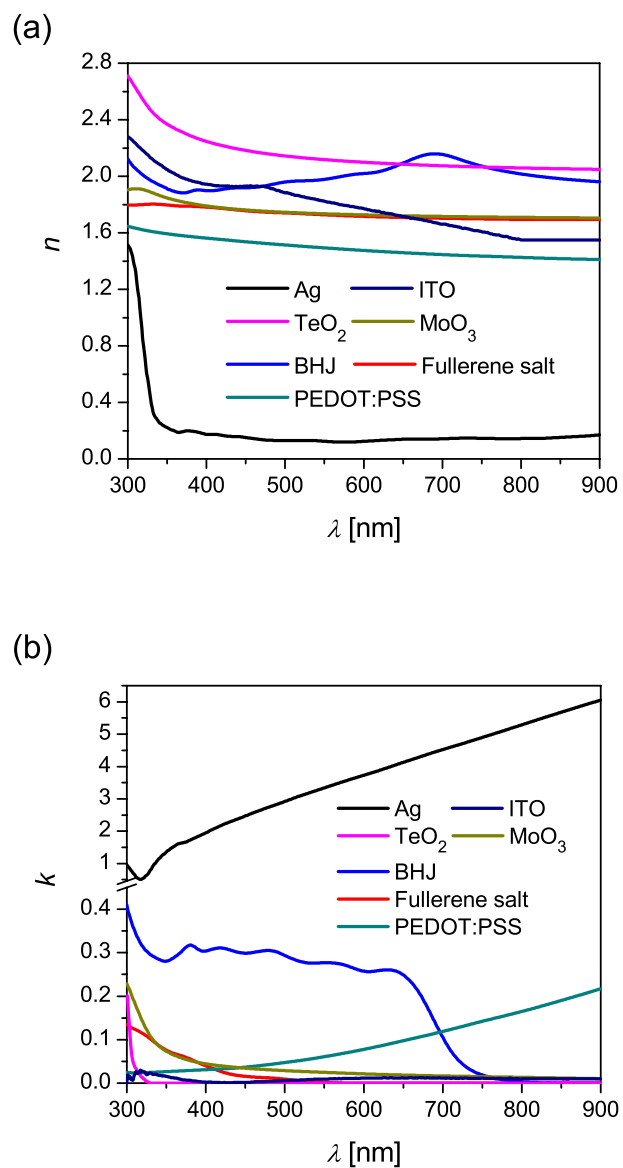 (a)
2.8
2.4
2.0
1.6
1.2
0.8
0.4
0.0
n
Ag ITO
TeO₂ MoO₃
BHJ Fullerene salt
PEDOT:PSS
300 400 500 600 700 800 900
λ [nm]
(b)
6
5
4
3
2
1
0.4
0.3
0.2
0.1
0.0
k
Ag ITO
TeO₂ MoO₃
BHJ
Fullerene salt
PEDOT:PSS
300 400 500 600 700 800 900
λ [nm]